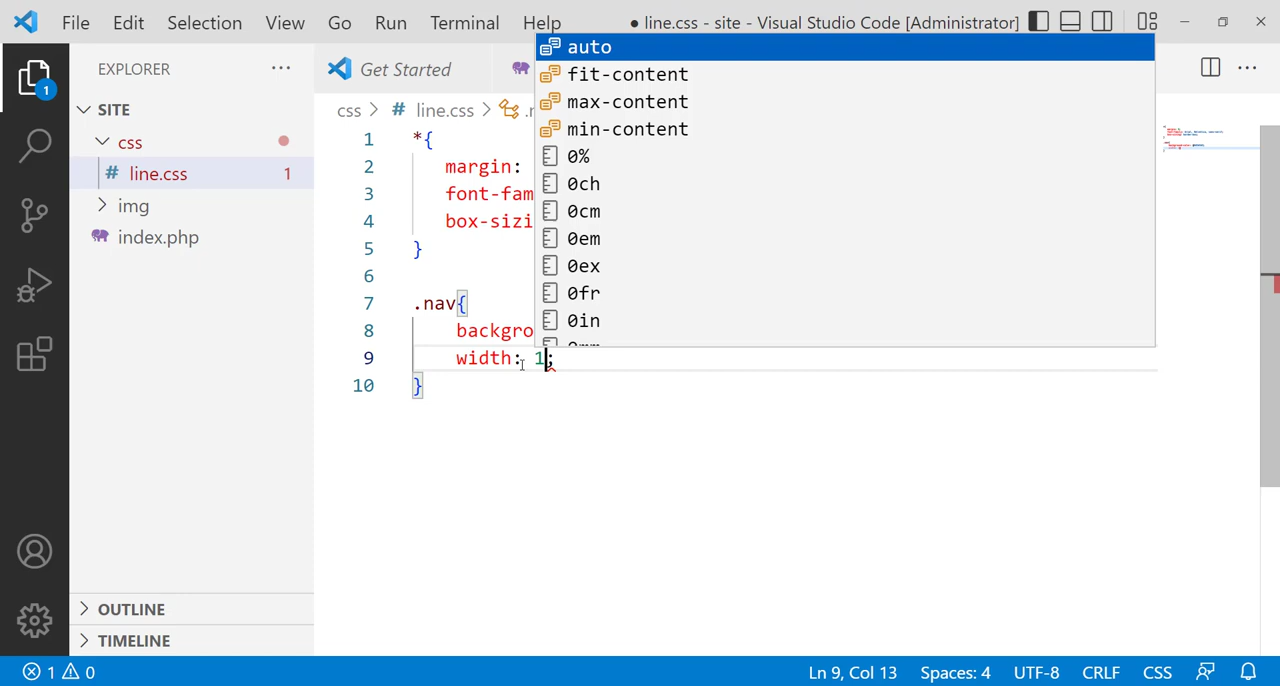 File Edit Selection View Go Run Terminal Help ● line.css - site - Visual Studio Code [Administrator]
EXPLORER ···
1
SITE
css
# line.css 1
img
index.php
OUTLINE
TIMELINE
Get Started
css > # line.css >
1 *{
2 margin:
3 font-fam
4 box-sizi
5 }
6
7 .nav{
8 backgro
9 width: 1;
10 }
auto
fit-content
max-content
min-content
0%
0ch
0cm
0em
0ex
0fr
0in
1 0 Ln 9, Col 13 Spaces: 4 UTF-8 CRLF CSS